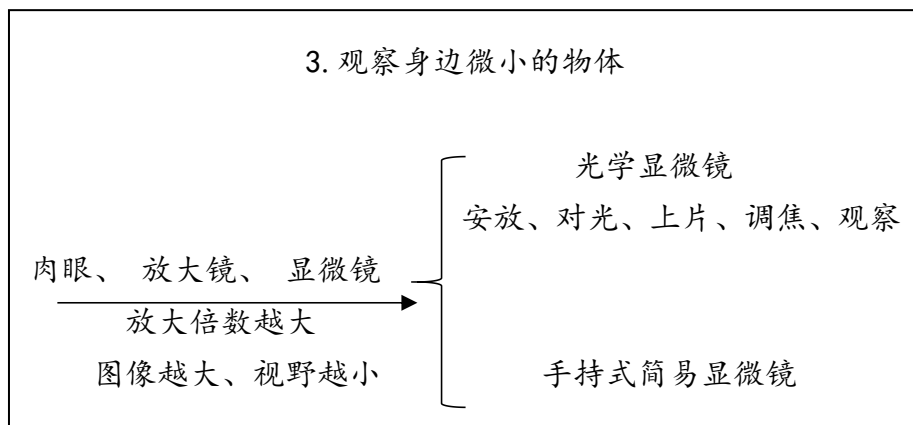 3.观察身边微小的物体
光学显微镜
安放、对光、上片、调焦、观察
肉眼、 放大镜、 显微镜
放大倍数越大
图像越大、视野越小
手持式简易显微镜